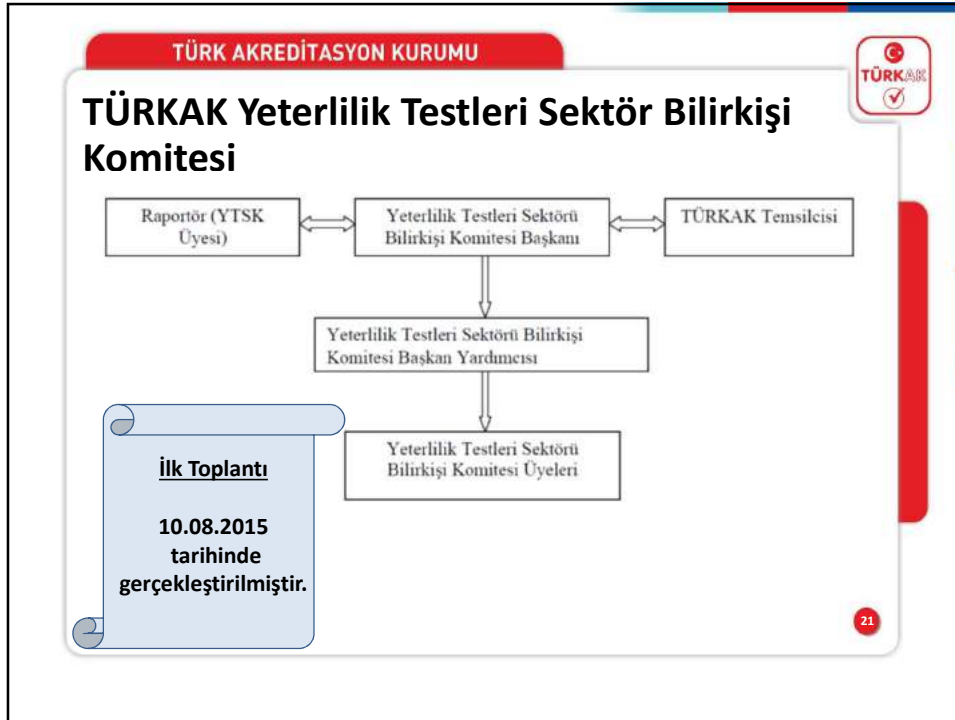 TÜRK AKREDİTASYON KURUMU
TÜRKAK
TÜRKAK Yeterlilik Testleri Sektör Bilirkişi
Komitesi
Raportör (YTSK
Üyesi)
Yeterlilik Testleri Sektörü
Bilirkişi Komitesi Başkanı
TÜRKAK Temsilcisi
Yeterlilik Testleri Sektörü Bilirkişi
Komitesi Başkan Yardımcısı
Yeterlilik Testleri Sektörü
Bilirkişi Komitesi Üyeleri
İlk Toplantı
10.08.2015
tarihinde
gerçekleştirilmiştir.
21